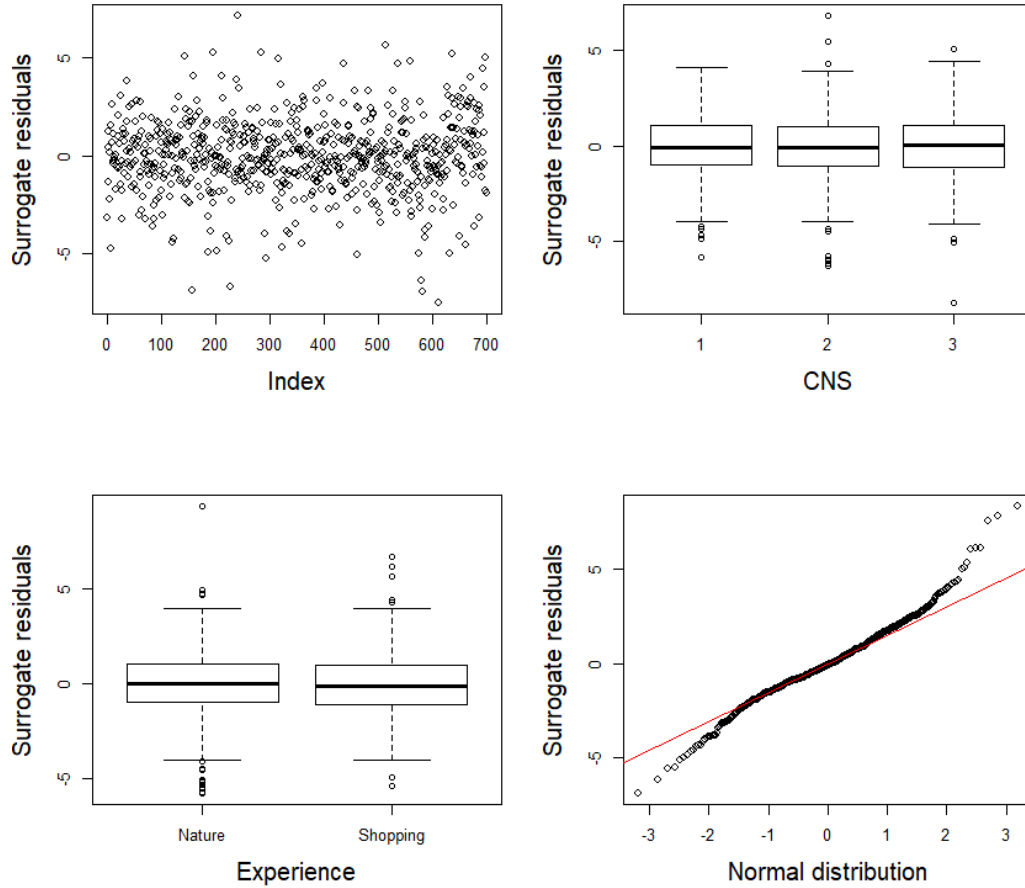 Surrogate residuals
5
0
-5
0 100 200 300 400 500 600 700
Index
Surrogate residuals
5
0
-5
1 2 3
CNS
Surrogate residuals
5
0
-5
Nature Shopping
Experience
Surrogate residuals
5
0
-5
-3 -2 -1 0 1 2 3
Normal distribution